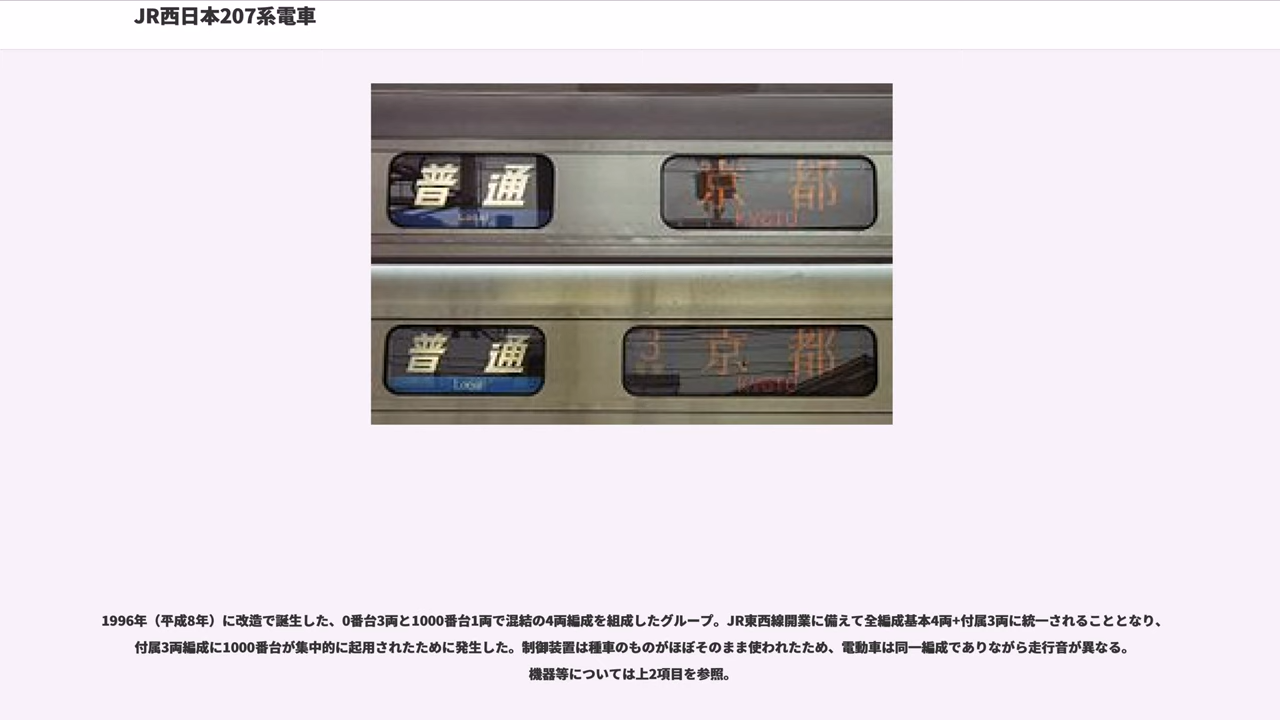 JR西日本207系電車
普通 京都
Local Kyoto
普通 3 京都
Local Kyoto
1996年（平成8年）に改造で誕生した、0番台3両と1000番台1両で混結の4両編成を組成したグループ。JR東西線開業に備えて全編成基本4両+付属3両に統一されることとなり、
付属3両編成に1000番台が集中的に起用されたために発生した。制御装置は種車のものがほぼそのまま使われたため、電動車は同一編成でありながら走行音が異なる。
機器等については上2項目を参照。